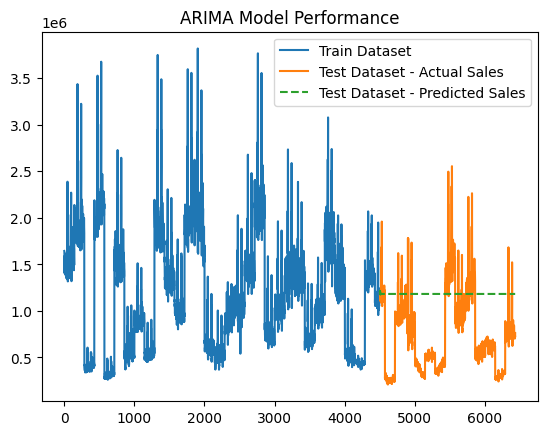 ARIMA Model Performance
1e6
Train Dataset
Test Dataset - Actual Sales
Test Dataset - Predicted Sales
3.5
3.0
2.5
2.0
1.5
1.0
0.5
0 1000 2000 3000 4000 5000 6000